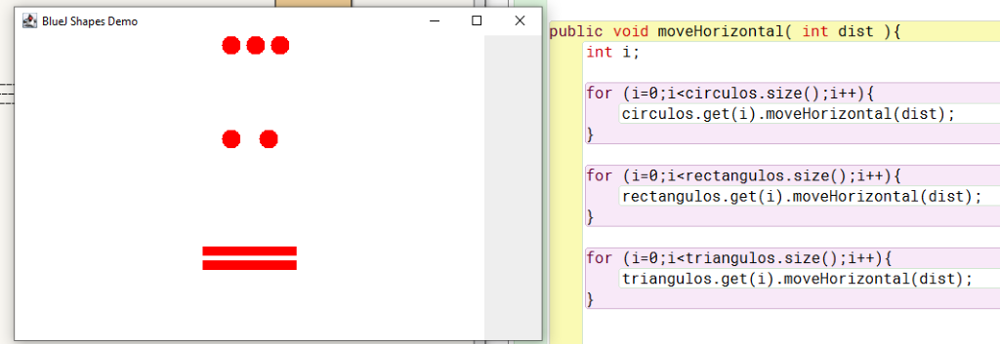 BlueJ Shapes Demo
public void moveHorizontal( int dist ){
int i;
for (i=0;i<circulos.size();i++){
circulos.get(i).moveHorizontal(dist);
}
for (i=0;i<rectangulos.size();i++){
rectangulos.get(i).moveHorizontal(dist);
}
for (i=0;i<triangulos.size();i++){
triangulos.get(i).moveHorizontal(dist);
}